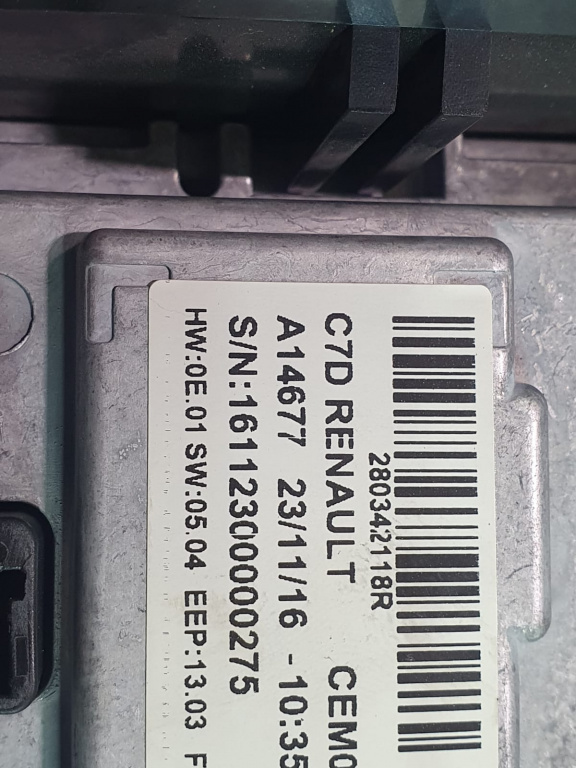 280342118R
C7D RENAULT CEM0
A14677 23/11/16 - 10:35
S/N:1611230000275
HW:0E.01 SW:05.04 EEP:13.03 F